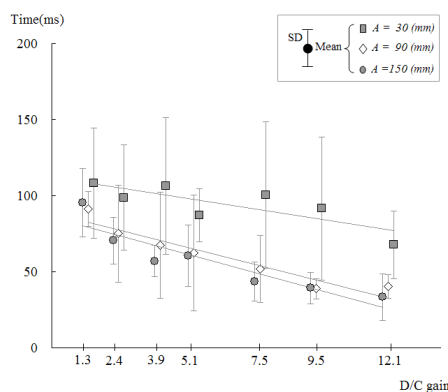 Time(ms)
SD
Mean
A = 30 (mm)
A = 90 (mm)
A =150 (mm)
200
150
100
50
0
1.3 2.4 3.9 5.1 7.5 9.5 12.1
D/C gain